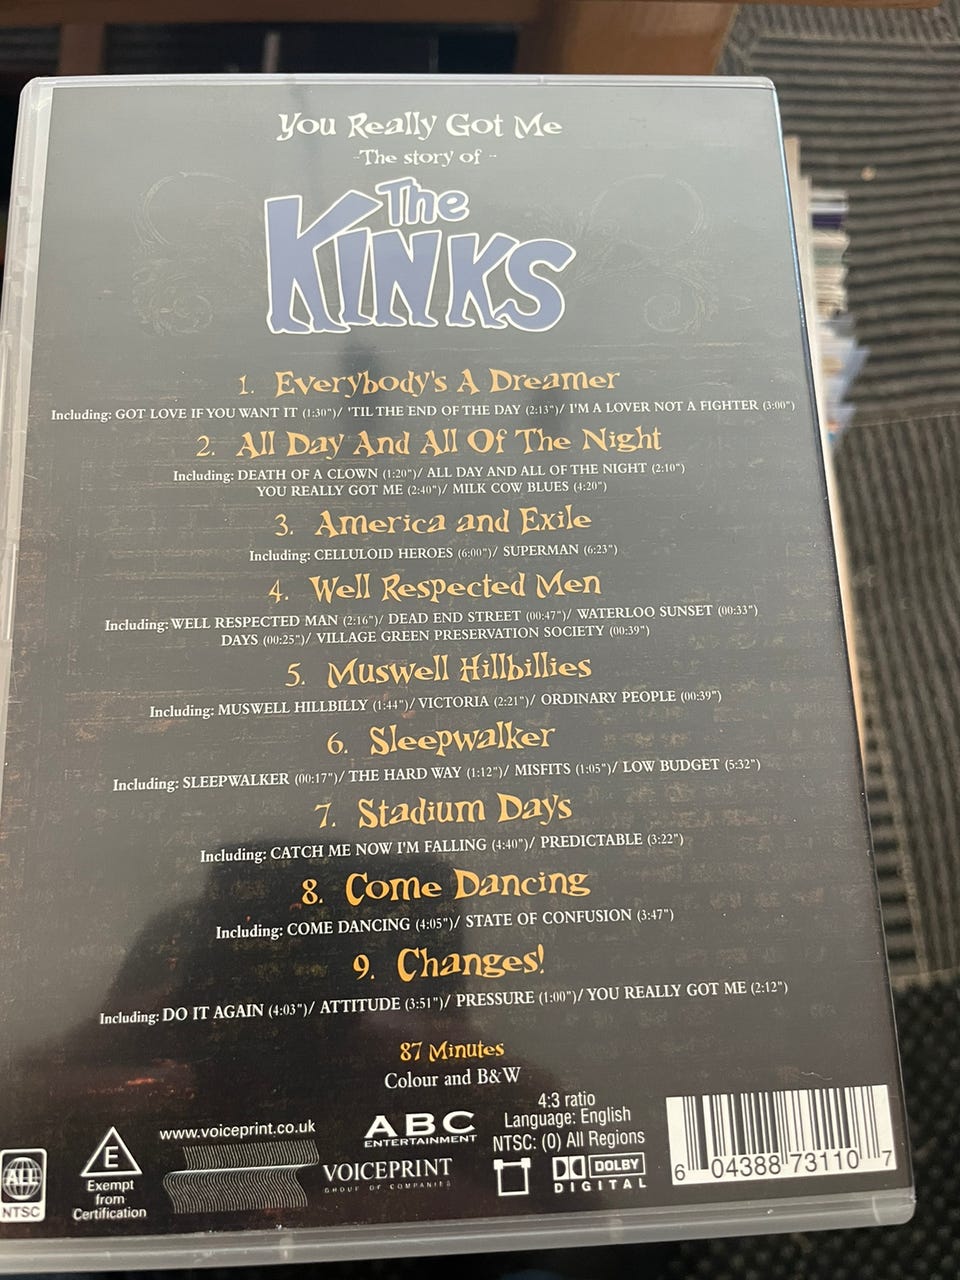 You Really Got Me
-The story of -
The
KINKS
1. Everybody's A Dreamer
Including: GOT LOVE IF YOU WANT IT (1:30")/ 'TIL THE END OF THE DAY (2:13")/ I'M A LOVER NOT A FIGHTER (3:00")
2. All Day And All Of The Night
Including: DEATH OF A CLOWN (1:20")/ ALL DAY AND ALL OF THE NIGHT (2:10")
YOU REALLY GOT ME (2:40")/ MILK COW BLUES (4:20")
3. America and Exile
Including: CELLULOID HEROES (6:00")/ SUPERMAN (6:23")
4. Well Respected Men
Including: WELL RESPECTED MAN (2:16")/ DEAD END STREET (00:47")/ WATERLOO SUNSET (00:33")
DAYS (00:25")/ VILLAGE GREEN PRESERVATION SOCIETY (00:39")
5. Muswell Hillbillies
Including: MUSWELL HILLBILLY (1:44")/ VICTORIA (2:21")/ ORDINARY PEOPLE (00:39")
6. Sleepwalker
Including: SLEEPWALKER (00:17")/ THE HARD WAY (1:12")/ MISFITS (1:05")/ LOW BUDGET (5:32")
7. Stadium Days
Including: CATCH ME NOW I'M FALLING (4:40")/ PREDICTABLE (3:22")
8. Come Dancing
Including: COME DANCING (4:05")/ STATE OF CONFUSION (3:47")
9. Changes!
Including: DO IT AGAIN (4:03")/ ATTITUDE (3:51")/ PRESSURE (1:00")/ YOU REALLY GOT ME (2:12")
87 Minutes
Colour and B&W
ALL
NTSC
E
Exempt
from
Certification
www.voiceprint.co.uk
VOICEPRINT
GROUP OF COMPANIES
ABC
ENTERTAINMENT
4:3 ratio
Language: English
NTSC: (0) All Regions
DOLBY
DIGITAL
6 04388 73110 7